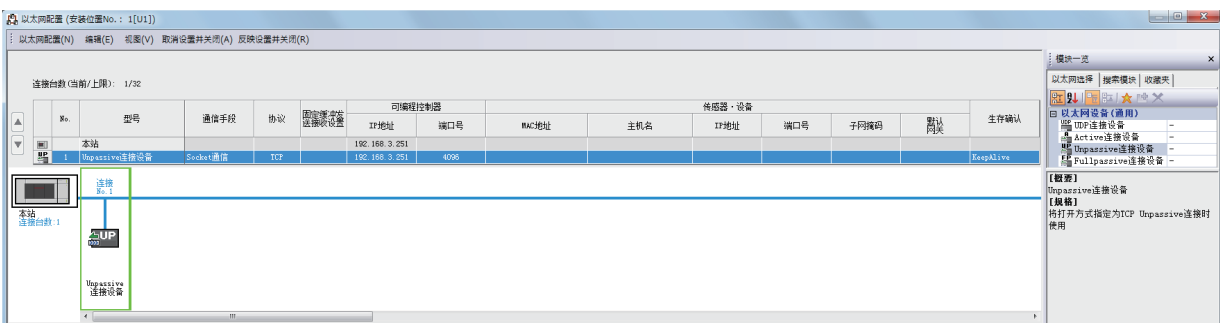 以太网配置 (安装位置No.: 1[U1])
以太网配置(N) 编辑(E) 视图(V) 取消设置并关闭(A) 反映设置并关闭(R)
连接台数(当前/上限): 1/32
No. 型号 通信手段 协议 固定缓冲发送接收设置 可编程控制器 传感器・设备 生存确认
IP地址 端口号 MAC地址 主机名 IP地址 端口号 子网掩码 默认网关
本站 192.168.3.251
UP 1 Unpassive连接设备 Socket通信 TCP 192.168.3.251 4096 KeepAlive
连接
No.1
本站
连接台数:1
UP
Unpassive
连接设备
模块一览
以太网选择 搜索模块 收藏夹
以太网设备(通用)
UDP连接设备 -
Active连接设备 -
Unpassive连接设备 -
Fullpassive连接设备 -
[概要]
Unpassive连接设备
[规格]
将打开方式指定为TCP Unpassive连接时
使用